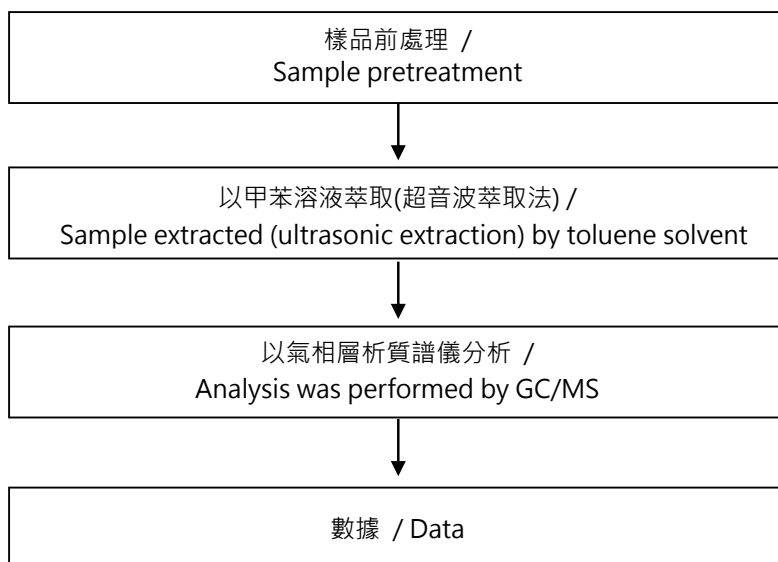 樣品前處理 /
Sample pretreatment
以甲苯溶液萃取(超音波萃取法) /
Sample extracted (ultrasonic extraction) by toluene solvent
以氣相層析質譜儀分析 /
Analysis was performed by GC/MS
數據 / Data